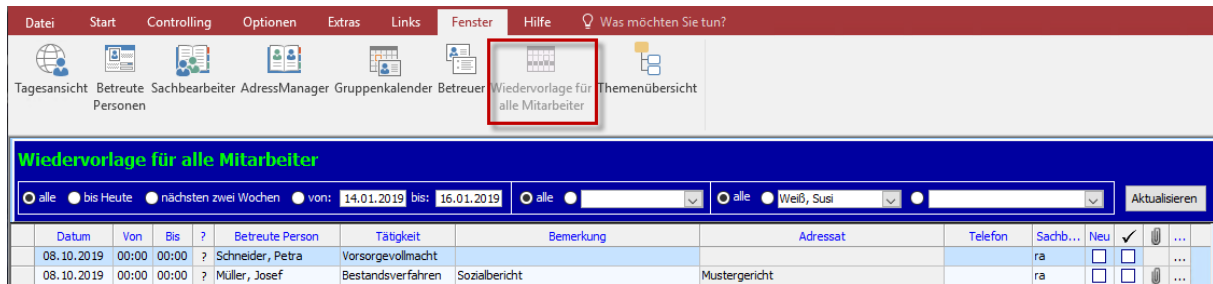 Datei Start Controlling Optionen Extras Links Fenster Hilfe Was möchten Sie tun?
Tagesansicht Betreute Sachbearbeiter AdressManager Gruppenkalender Betreuer Wiedervorlage für Themenübersicht
Personen alle Mitarbeiter
Wiedervorlage für alle Mitarbeiter
alle bis Heute nächsten zwei Wochen von: 14.01.2019 bis: 16.01.2019 alle alle Weiß, Susi Aktualisieren
Datum Von Bis ? Betreute Person Tätigkeit Bemerkung Adressat Telefon Sachb... Neu ✓ ...
08.10.2019 00:00 00:00 ? Schneider, Petra Vorsorgevollmacht ra ...
08.10.2019 00:00 00:00 ? Müller, Josef Bestandsverfahren Sozialbericht Mustergericht ra ...